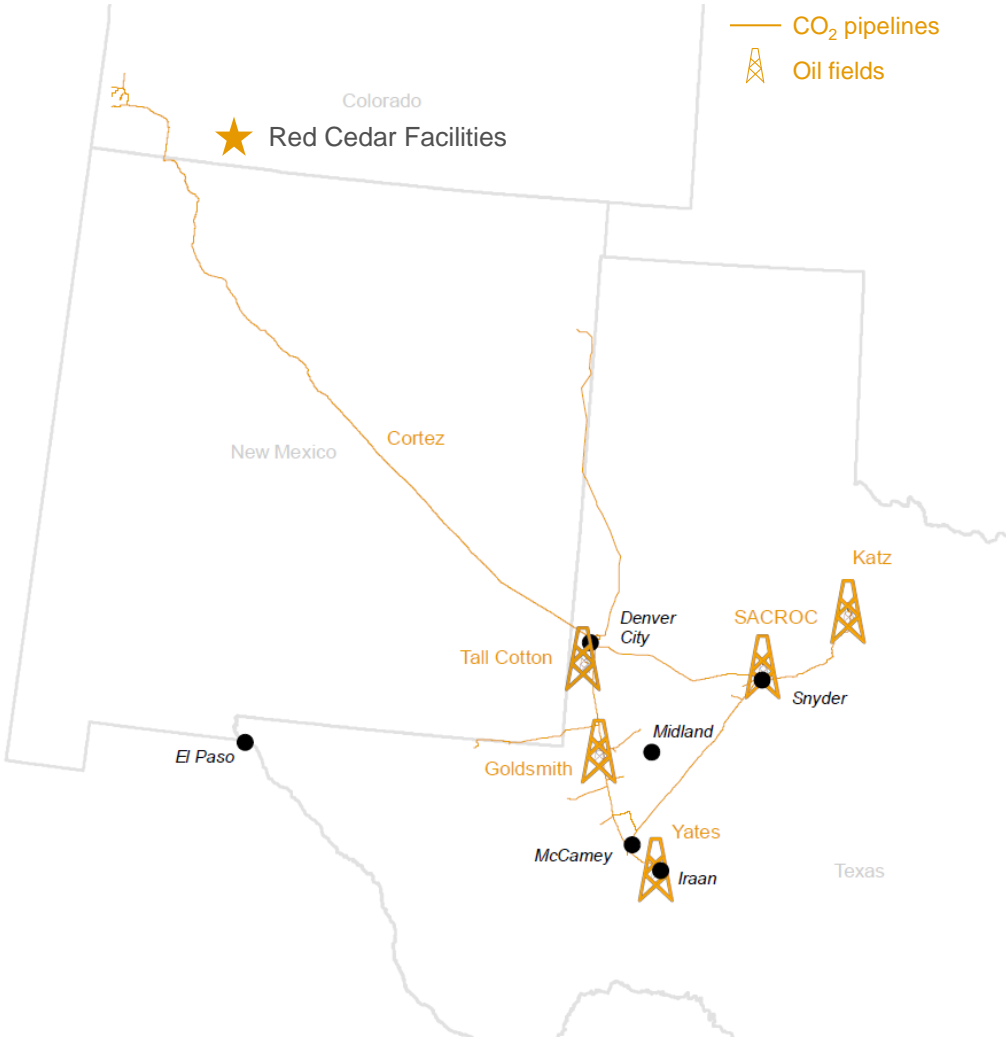 CO₂ pipelines
Oil fields
Colorado
Red Cedar Facilities
Cortez
New Mexico
Katz
Denver
City
SACROC
Tall Cotton
Snyder
Midland
El Paso
Goldsmith
Yates
McCamey
Iraan
Texas